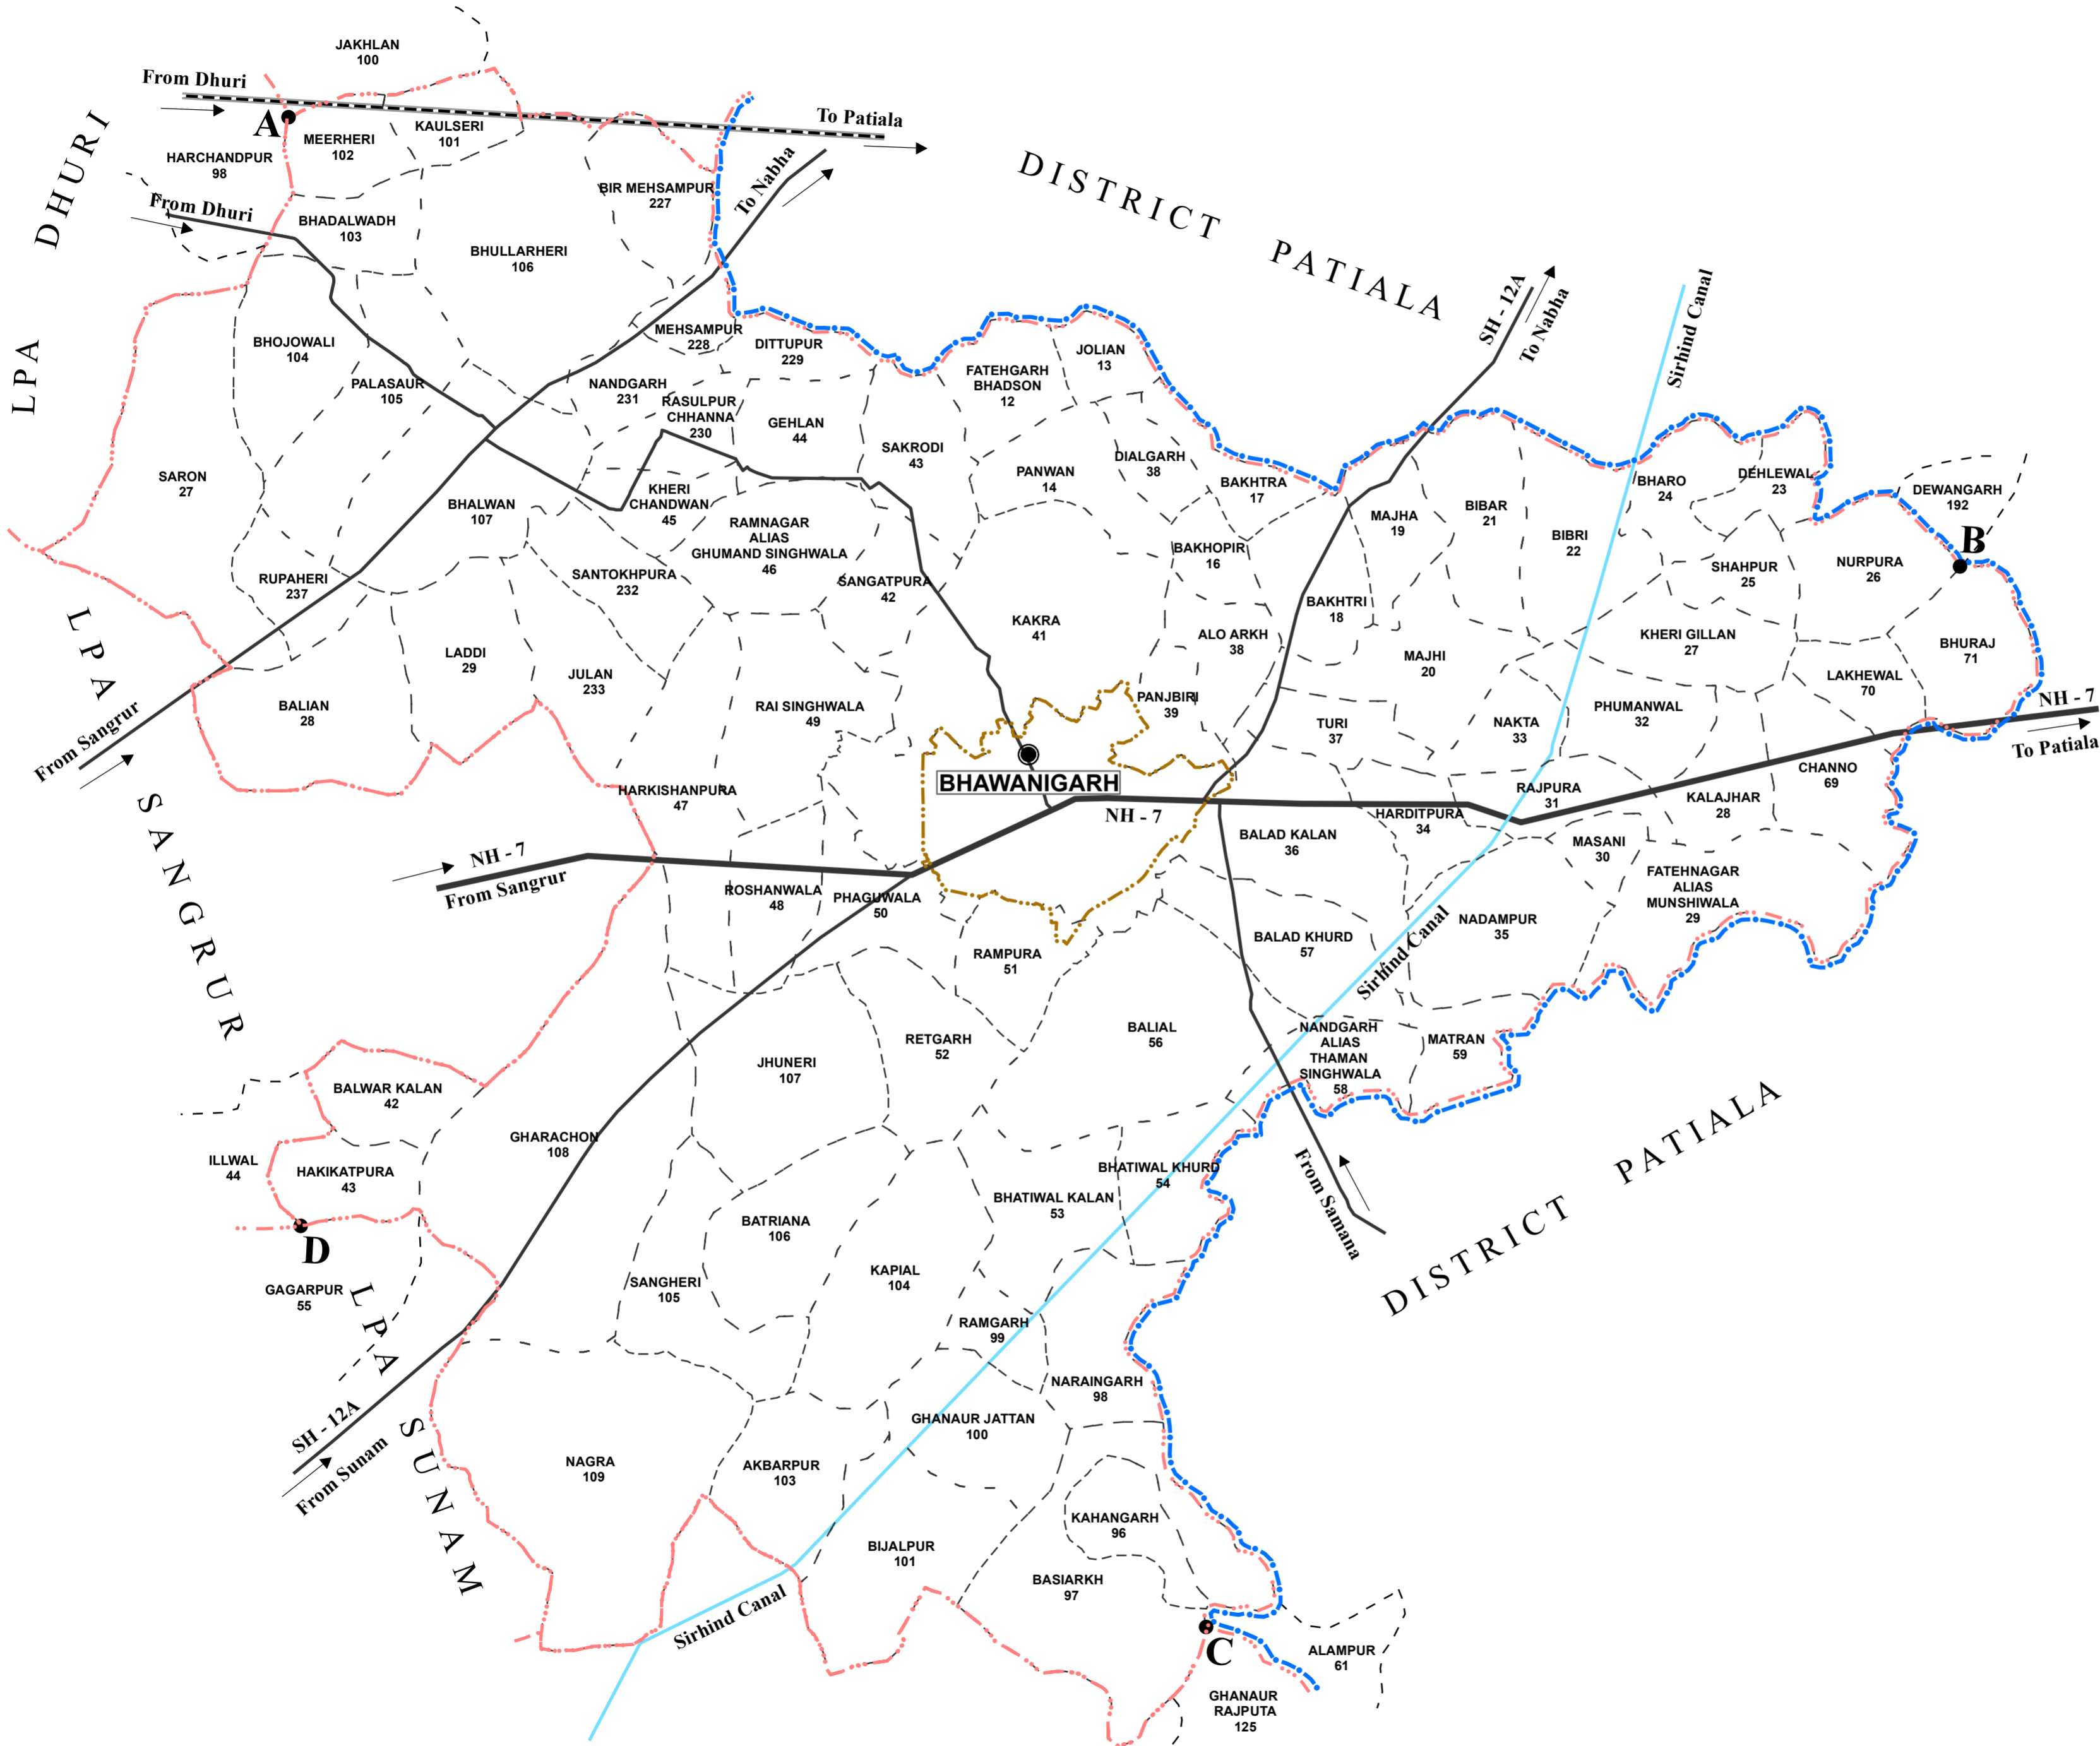 JAKHLAN
100
From Dhuri
To Patiala
A
MEERHERI
102
KAULSERI
101
HARCHANDPUR
98
From Dhuri
BHADALWADH
103
BIR MEHSAMPUR
227
To Nabha
BHULLARHERI
106
DISTRICT PATIALA
LPA DHURI
MEHSAMPUR
228
DITTUPUR
229
BHOJOWALI
104
PALASAUR
105
NANDGARH
231
RASULPUR
CHHANNA
230
GEHLAN
44
SAKRODI
43
FATEHGARH
BHADSON
12
JOLIAN
13
SH - 12A
To Nabha
Sirhind Canal
SARON
27
BHALWAN
107
KHERI
CHANDWAN
45
RAMNAGAR
ALIAS
GHUMAND SINGHWALA
46
PANWAN
14
DIALGARH
38
BAKHTRA
17
MAJHA
19
BIBAR
21
BIBRI
22
BHARO
24
DEHLEWAL
23
DEWANGARH
192
B
RUPAHERI
237
SANTOKHPURA
232
SANGATPURA
42
BAKHOPIR
16
SHAHPUR
25
NURPURA
26
KAKRA
41
ALO ARKH
38
BAKHTRI
18
MAJHI
20
KHERI GILLAN
27
BHURAJ
71
LADDI
29
JULAN
233
LAKHEWAL
70
BALIAN
28
RAI SINGHWALA
49
PANJBIRI
39
TURI
37
NAKTA
33
PHUMANWAL
32
NH - 7
To Patiala
From Sangrur
LPA SANGRUR
HARKISHANPURA
47
BHAWANIGARH
NH - 7
RAJPURA
31
HARDITPURA
34
KALAJHAR
28
CHANNO
69
BALAD KALAN
36
MASANI
30
FATEHNAGAR
ALIAS
MUNSHIWALA
29
NH - 7
From Sangrur
ROSHANWALA
48
PHAGUWALA
50
RAMPURA
51
BALAD KHURD
57
NADAMPUR
35
Sirhind Canal
BALIAL
56
NANDGARH
ALIAS
THAMAN
SINGHWALA
58
MATRAN
59
RETGARH
52
JHUNERI
107
BALWAR KALAN
42
GHARACHON
108
DISTRICT PATIALA
ILLWAL
44
HAKIKATPURA
43
D
BHATIWAL KHURD
54
BHATIWAL KALAN
53
From Samana
BATRIANA
106
SANGHERI
105
KAPIAL
104
GAGARPUR
55
LPA SUNAM
RAMGARH
99
NARAINGARH
98
SH - 12A
From Sunam
GHANAUR JATTAN
100
NAGRA
109
AKBARPUR
103
KAHANGARH
96
BIJALPUR
101
BASIARKH
97
Sirhind Canal
C
ALAMPUR
61
GHANAUR
RAJPUTA
125